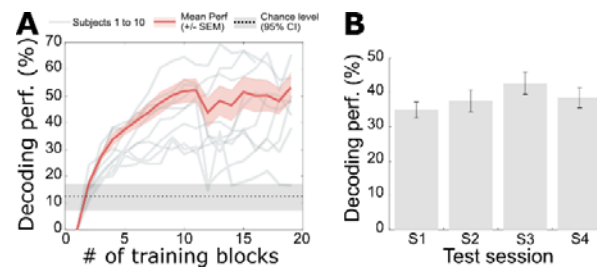 A
Subjects 1 to 10
Mean Perf
(+/- SEM)
Chance level
(95% CI)
Decoding perf. (%)
70
60
50
40
30
20
10
0
0 5 10 15 20
# of training blocks
B
Decoding perf. (%)
50
40
30
20
10
0
S1 S2 S3 S4
Test session